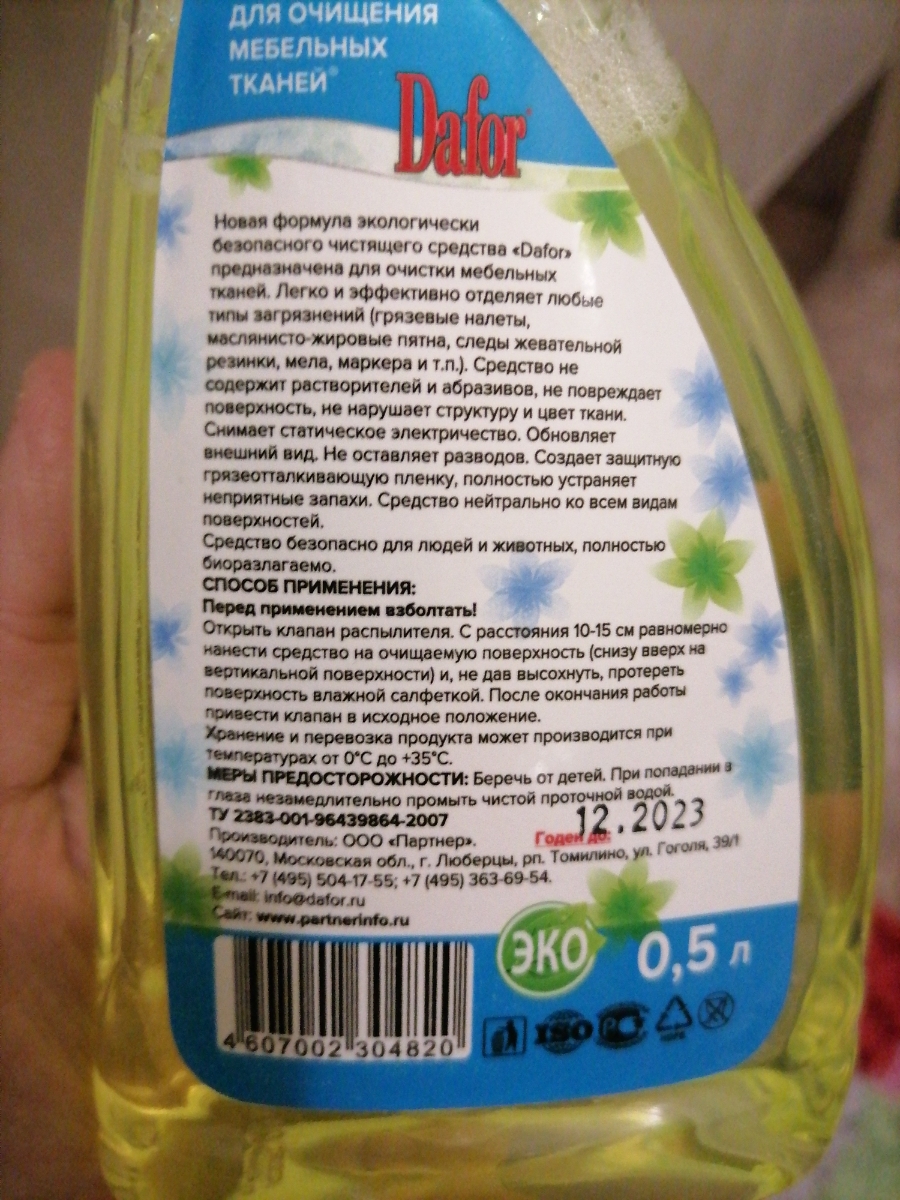 ДЛЯ ОЧИЩЕНИЯ
МЕБЕЛЬНЫХ
ТКАНЕЙ®
Dafor
Новая формула экологически
безопасного чистящего средства «Dafor»
предназначена для очистки мебельных
тканей. Легко и эффективно отделяет любые
типы загрязнений (грязевые налеты,
маслянисто-жировые пятна, следы жевательной
резинки, мела, маркера и т.п.). Средство не
содержит растворителей и абразивов, не повреждает
поверхность, не нарушает структуру и цвет ткани.
Снимает статическое электричество. Обновляет
внешний вид. Не оставляет разводов. Создает защитную
грязеотталкивающую пленку, полностью устраняет
неприятные запахи. Средство нейтрально ко всем видам
поверхностей.
Средство безопасно для людей и животных, полностью
биоразлагаемо.
СПОСОБ ПРИМЕНЕНИЯ:
Перед применением взболтать!
Открыть клапан распылителя. С расстояния 10-15 см равномерно
нанести средство на очищаемую поверхность (снизу вверх на
вертикальной поверхности) и, не дав высохнуть, протереть
поверхность влажной салфеткой. После окончания работы
привести клапан в исходное положение.
Хранение и перевозка продукта может производится при
температурах от 0°С до +35°С.
МЕРЫ ПРЕДОСТОРОЖНОСТИ: Беречь от детей. При попадании в
глаза незамедлительно промыть чистой проточной водой.
ТУ 2383-001-96439864-2007
Производитель: ООО «Партнер».
Годен до: 12.2023
140070, Московская обл., г. Люберцы, рп. Томилино, ул. Гоголя, 39/1
Тел.: +7 (495) 504-17-55; +7 (495) 363-69-54.
E-mail: info@dafor.ru
Сайт: www.partnerinfo.ru
ЭКО 0,5 л
4 607002 304820
ISO РСТ